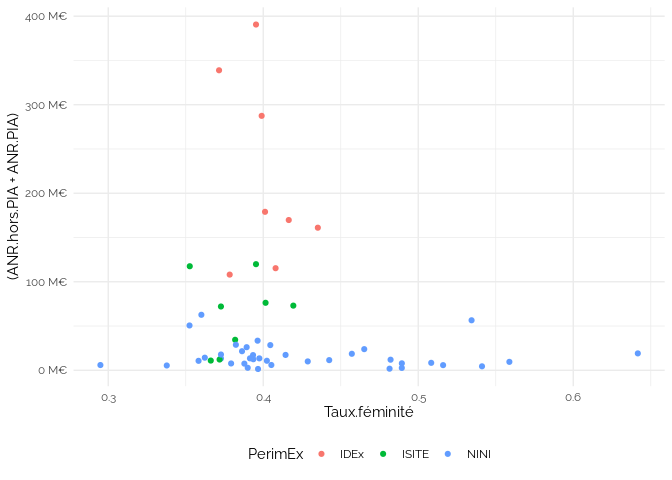 400 M€
300 M€
200 M€
100 M€
0 M€
(ANR.hors.PIA + ANR.PIA)
0.3 0.4 0.5 0.6
Taux.féminité
PerimEx IDEx ISITE NINI